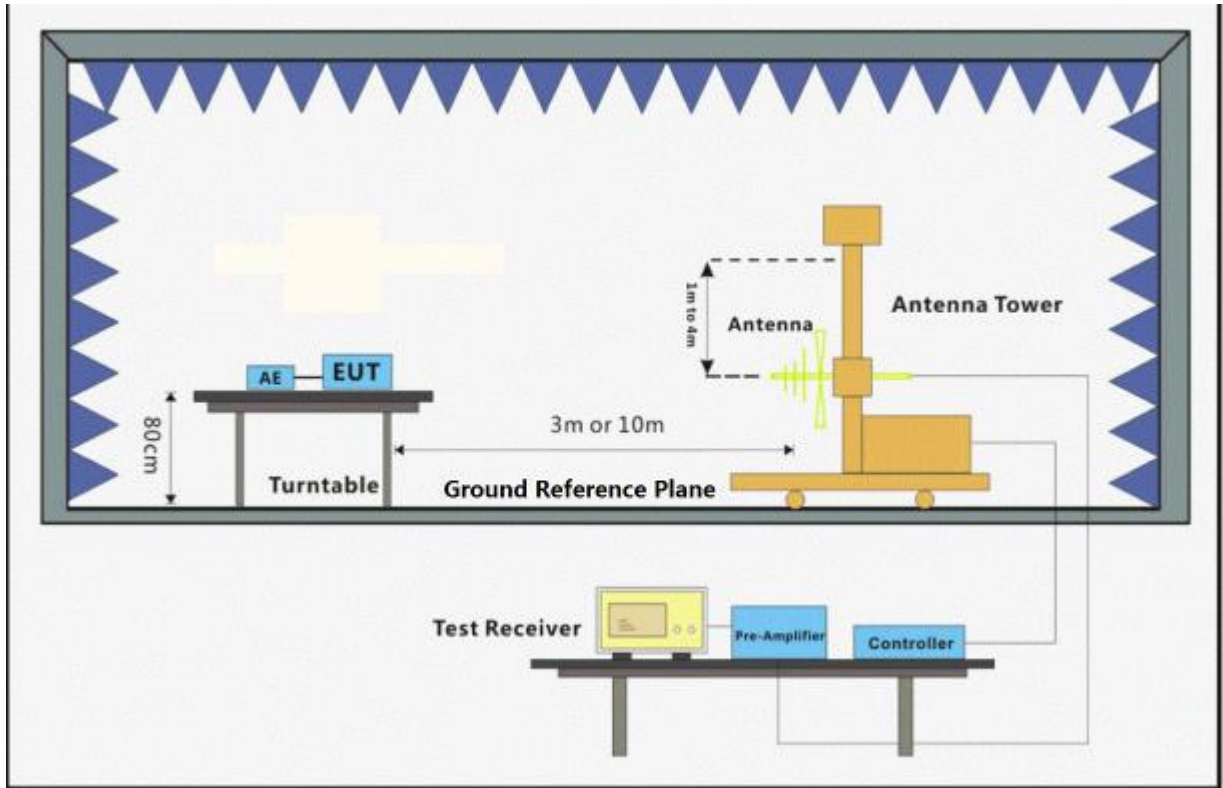 1m to 4m
Antenna
Antenna Tower
AE
EUT
80cm
3m or 10m
Turntable
Ground Reference Plane
Test Receiver
Pre-Amplifier
Controller